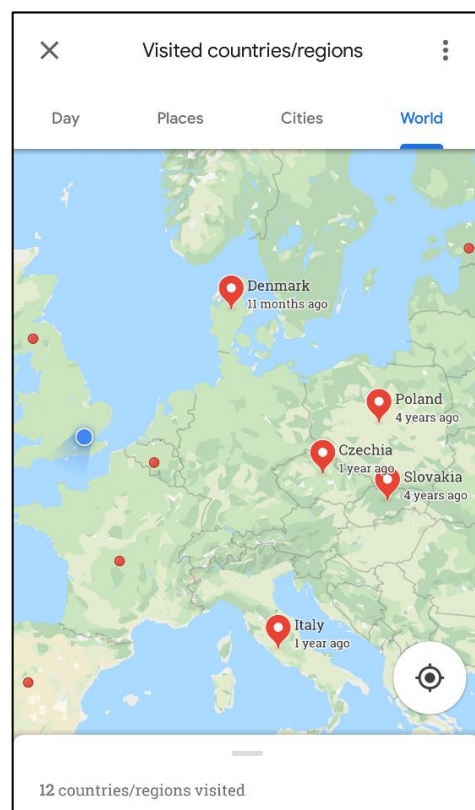 Visited countries/regions
Day Places Cities World
Denmark
11 months ago
Poland
4 years ago
Czechia
1 year ago
Slovakia
4 years ago
Italy
1 year ago
12 countries/regions visited